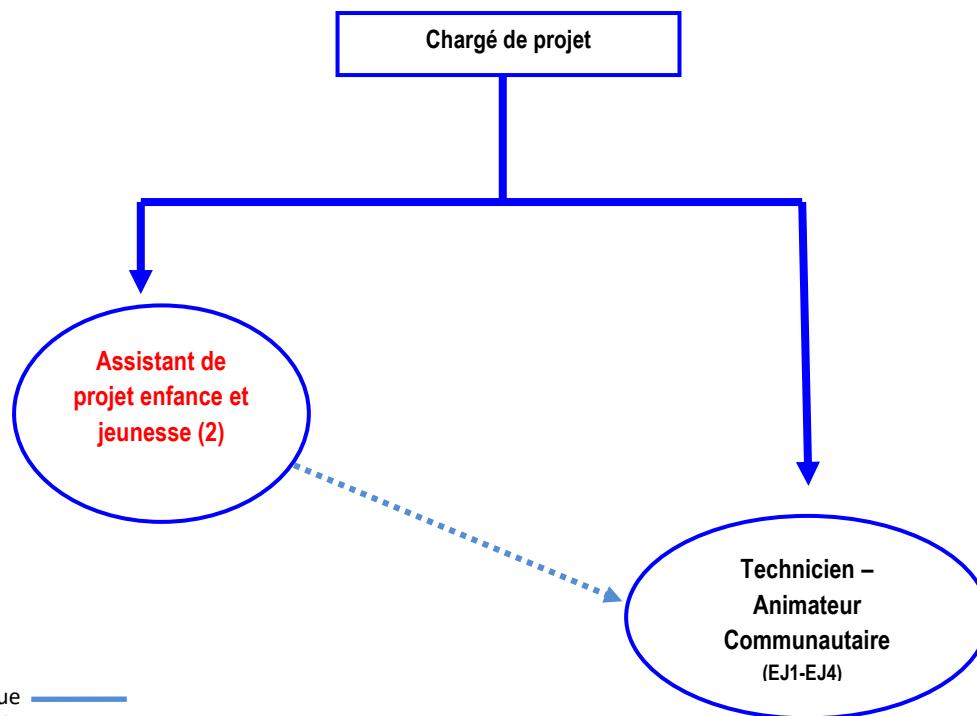 Chargé de projet
Assistant de
projet enfance et
jeunesse (2)
Technicien –
Animateur
Communautaire
(EJ1-EJ4)
ue